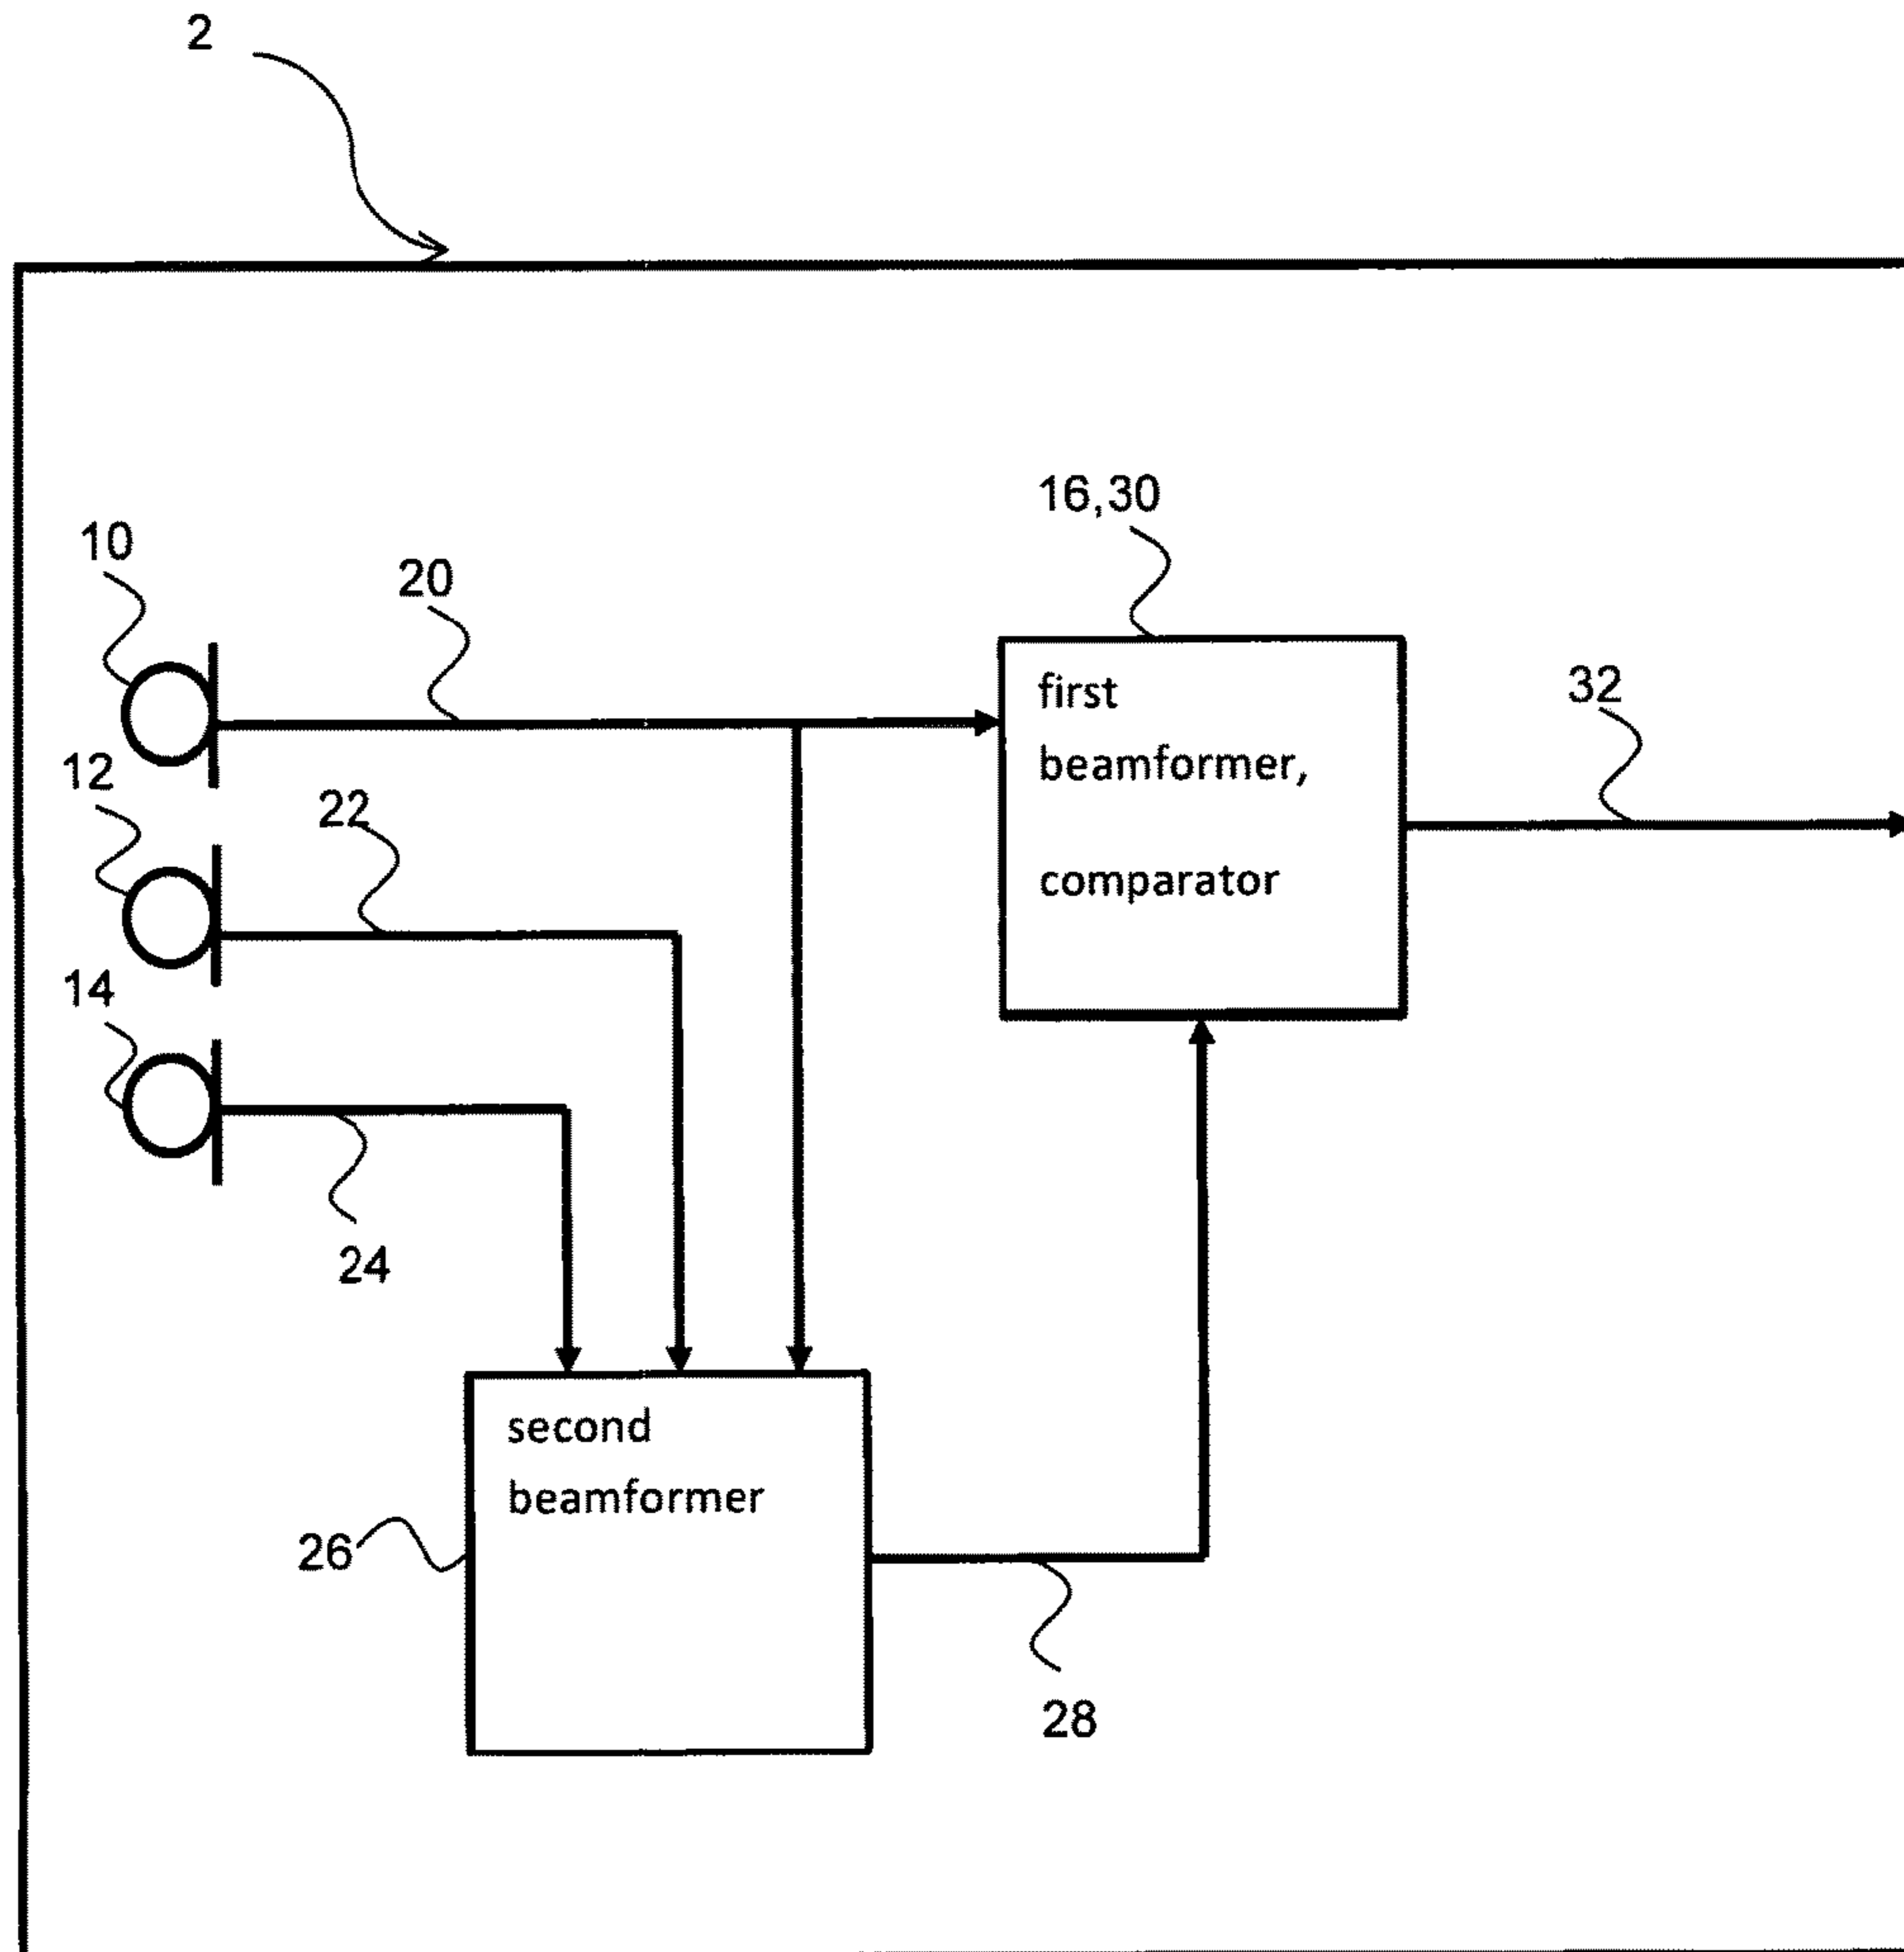 2
16,30
10
20
first
32
beamformer,
12
22
comparator
14
24
second
beamformer
26
28